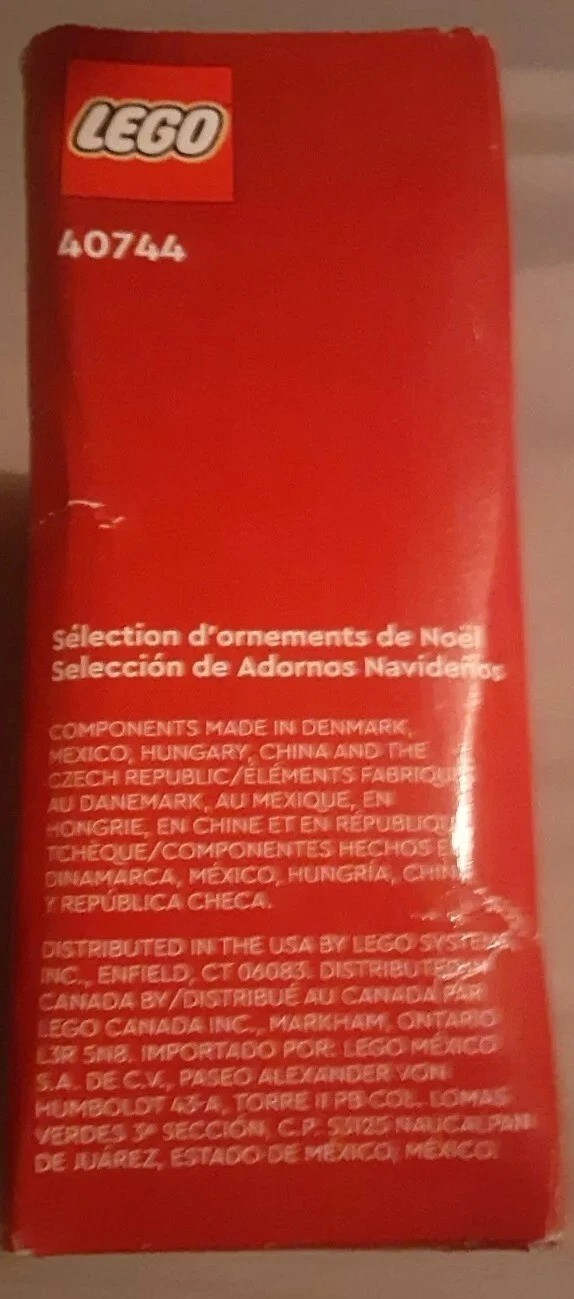 LEGO
40744
Sélection d'ornements de Noël
Selección de Adornos Navideños
COMPONENTS MADE IN DENMARK,
MEXICO, HUNGARY, CHINA AND THE
CZECH REPUBLIC/ÉLÉMENTS FABRIQU
AU DANEMARK, AU MEXIQUE, EN
HONGRIE, EN CHINE ET EN RÉPUBLIQU
TCHÈQUE/COMPONENTES HECHOS E
DINAMARCA, MÉXICO, HUNGRÍA, CHIN
Y REPÚBLICA CHECA.
DISTRIBUTED IN THE USA BY LEGO SYSTEMS
INC., ENFIELD, CT 06083. DISTRIBUTED IN
CANADA BY/DISTRIBUÉ AU CANADA PAR
LEGO CANADA INC., MARKHAM, ONTARIO
L3R 5N8. IMPORTADO POR: LEGO MÉXICO
S.A. DE C.V., PASEO ALEXANDER VON
HUMBOLDT 43-A, TORRE II PB COL. LOMAS
VERDES 3ª SECCIÓN, C.P. 53125 NAUCALPAN
DE JUÁREZ, ESTADO DE MÉXICO, MÉXICO.